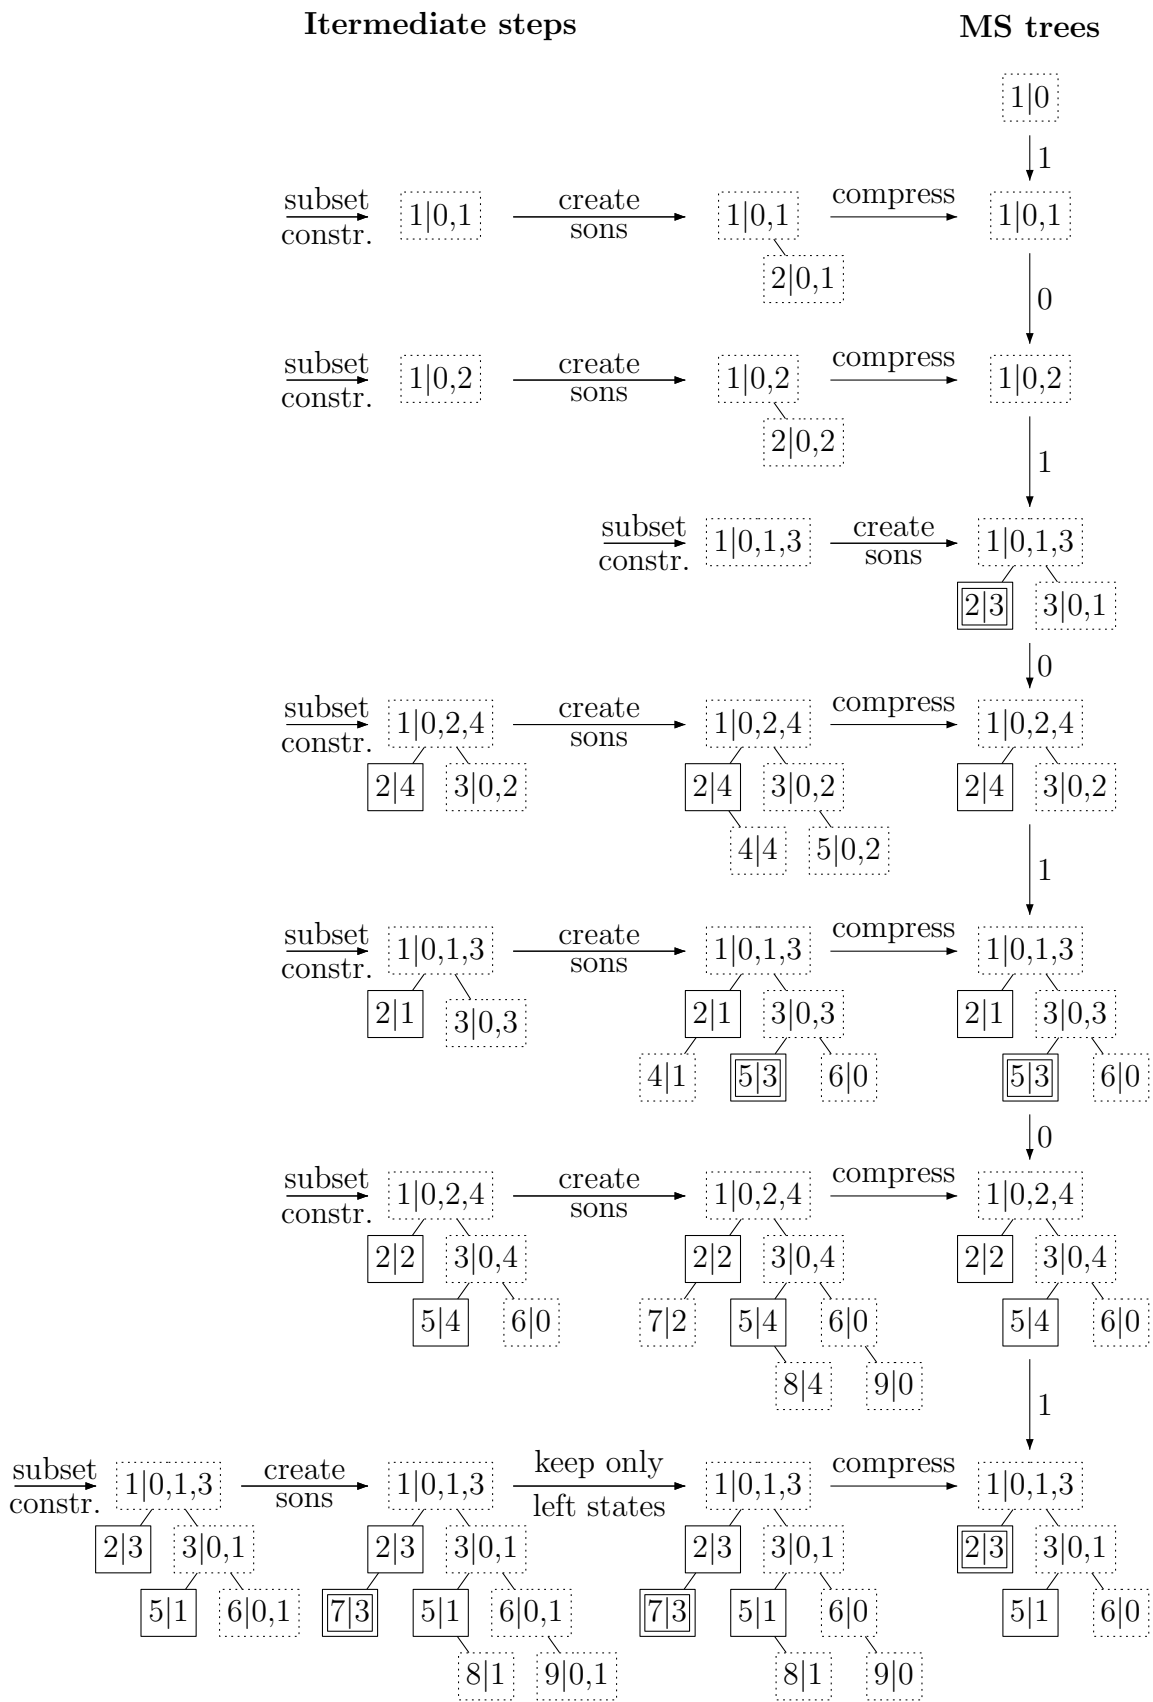 Itermediate steps MS trees
1|0
1
subset create compress
1|0,1 1|0,1 1|0,1
constr. sons
2|0,1
0
subset create compress
1|0,2 1|0,2 1|0,2
constr. sons
2|0,2
1
subset create
1|0,1,3 1|0,1,3
constr. sons
2|3 3|0,1
0
subset create compress
1|0,2,4 1|0,2,4 1|0,2,4
constr. sons
2|4 3|0,2 2|4 3|0,2 2|4 3|0,2
4|4 5|0,2
1
subset create compress
1|0,1,3 1|0,1,3 1|0,1,3
constr. sons
2|1 3|0,3 2|1 3|0,3 2|1 3|0,3
4|1 5|3 6|0 5|3 6|0
0
subset create compress
1|0,2,4 1|0,2,4 1|0,2,4
constr. sons
2|2 3|0,4 2|2 3|0,4 2|2 3|0,4
5|4 6|0 7|2 5|4 6|0 5|4 6|0
8|4 9|0
1
subset create keep only compress
1|0,1,3 1|0,1,3 1|0,1,3 1|0,1,3
constr. sons left states
2|3 3|0,1 2|3 3|0,1 2|3 3|0,1 2|3 3|0,1
5|1 6|0,1 7|3 5|1 6|0,1 7|3 5|1 6|0 5|1 6|0
8|1 9|0,1 8|1 9|0